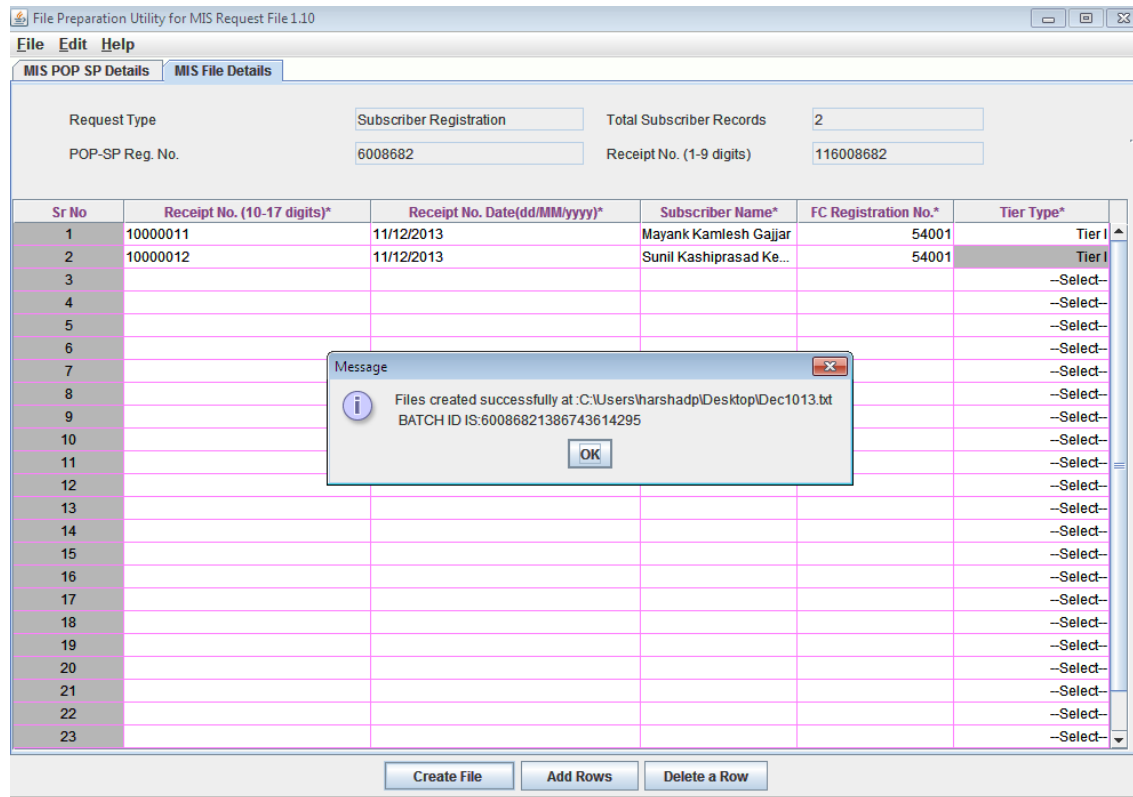 File Preparation Utility for MIS Request File 1.10
File Edit Help
MIS POP SP Details MIS File Details
Request Type Subscriber Registration Total Subscriber Records 2
POP-SP Reg. No. 6008682 Receipt No. (1-9 digits) 116008682
Sr No Receipt No. (10-17 digits)* Receipt No. Date(dd/MM/yyyy)* Subscriber Name* FC Registration No.* Tier Type*
1 10000011 11/12/2013 Mayank Kamlesh Gajjar 54001 Tier I
2 10000012 11/12/2013 Sunil Kashiprasad Ke... 54001 Tier I
3 --Select--
4 --Select--
5 --Select--
6 --Select--
7 --Select--
8 --Select--
9 --Select--
10 --Select--
11 --Select--
12 --Select--
13 --Select--
14 --Select--
15 --Select--
16 --Select--
17 --Select--
18 --Select--
19 --Select--
20 --Select--
21 --Select--
22 --Select--
23 --Select--
Message
Files created successfully at :C:\Users\harshadp\Desktop\Dec1013.txt
BATCH ID IS:60086821386743614295
OK
Create File Add Rows Delete a Row